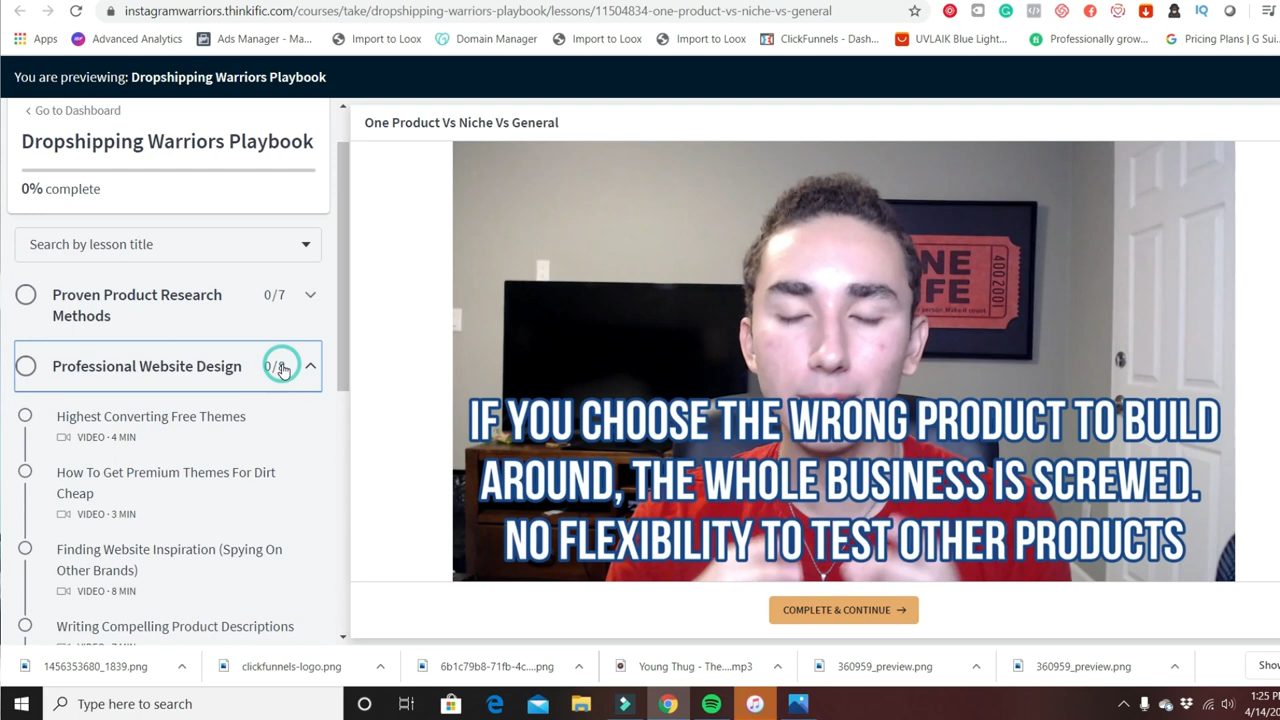 instagramwarriors.thinkific.com/courses/take/dropshipping-warriors-playbook/lessons/11504834-one-product-vs-niche-vs-general
Apps
Advanced Analytics
Ads Manager - Ma...
Import to Loox
Domain Manager
Import to Loox
Import to Loox
ClickFunnels - Dash...
UVLAIK Blue Light...
Professionally grow...
Pricing Plans | G Sui...
You are previewing: Dropshipping Warriors Playbook
< Go to Dashboard
Dropshipping Warriors Playbook
0% complete
Search by lesson title
Proven Product Research
Methods
0/7
Professional Website Design
Highest Converting Free Themes
VIDEO · 4 MIN
How To Get Premium Themes For Dirt
Cheap
VIDEO · 3 MIN
Finding Website Inspiration (Spying On
Other Brands)
VIDEO · 8 MIN
Writing Compelling Product Descriptions
One Product Vs Niche Vs General
400 2001
IF YOU CHOOSE THE WRONG PRODUCT TO BUILD
AROUND, THE WHOLE BUSINESS IS SCREWED.
NO FLEXIBILITY TO TEST OTHER PRODUCTS
COMPLETE & CONTINUE →
1456353680_1839.png
clickfunnels-logo.png
6b1c79b8-71fb-4c....png
Young Thug - The....mp3
360959_preview.png
360959_preview.png
Type here to search
1:25 P
4/14/20